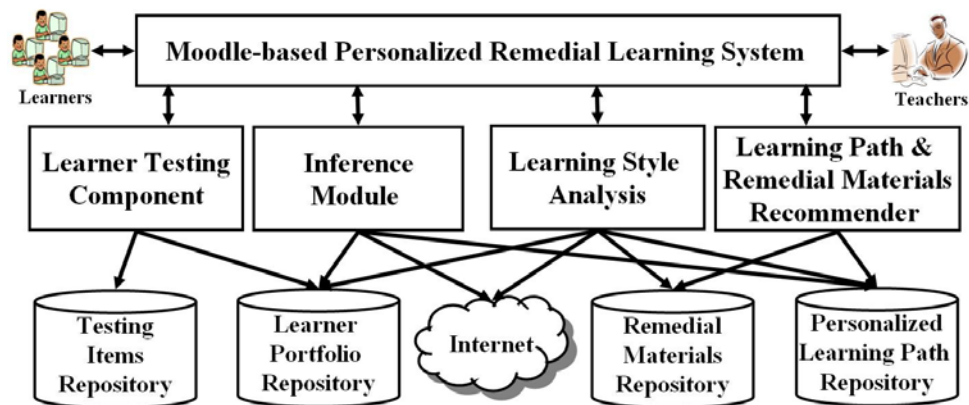 Moodle-based Personalized Remedial Learning System
Learners
Teachers
Learner Testing
Component
Inference
Module
Learning Style
Analysis
Learning Path &
Remedial Materials
Recommender
Testing
Items
Repository
Learner
Portfolio
Repository
Internet
Remedial
Materials
Repository
Personalized
Learning Path
Repository